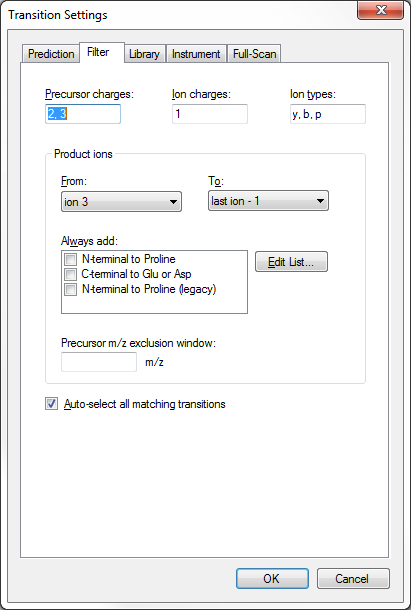 Transition Settings
Prediction Filter Library Instrument Full-Scan
Precursor charges: Ion charges: Ion types:
2, 3 1 y, b, p
Product ions
From: To:
ion 3 last ion - 1
Always add:
N-terminal to Proline
C-terminal to Glu or Asp
N-terminal to Proline (legacy)
Edit List...
Precursor m/z exclusion window:
m/z
Auto-select all matching transitions
OK Cancel